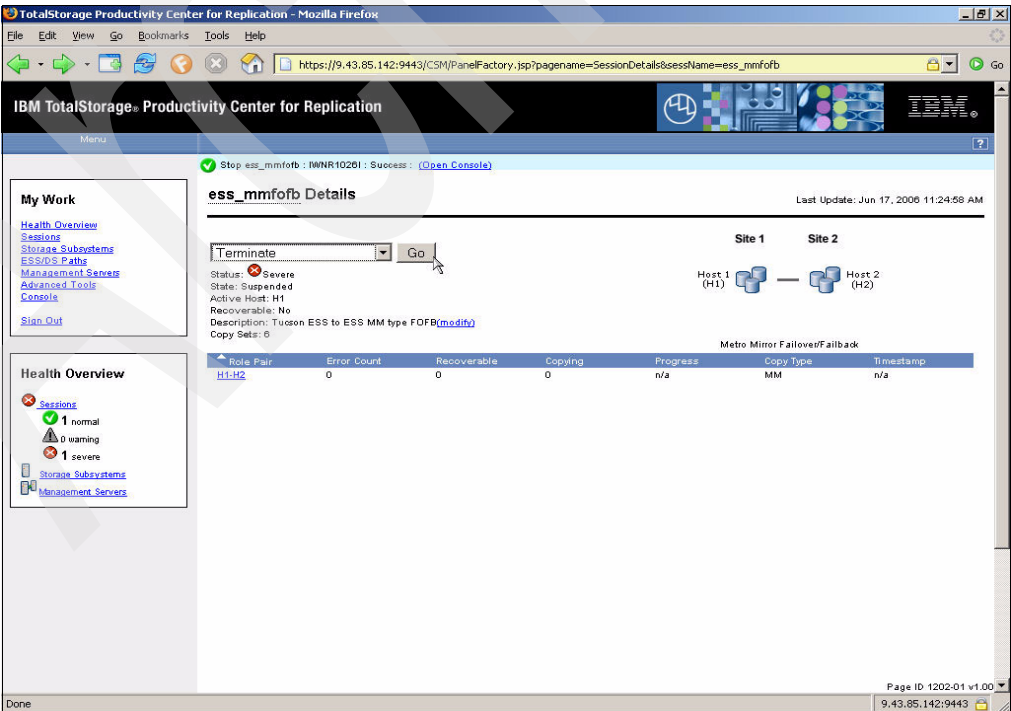 TotalStorage Productivity Center for Replication - Mozilla Firefox
File Edit View Go Bookmarks Tools Help
https://9.43.85.142:9443/CSM/PanelFactory.jsp?pagename=SessionDetails&sessName=ess_mmfofb Go
IBM TotalStorage® Productivity Center for Replication IBM®
Menu ?
Stop ess_mmfofb : IWNR1026I : Success : (Open Console)
My Work
Health Overview
Sessions
Storage Subsystems
ESS/DS Paths
Management Servers
Advanced Tools
Console
Sign Out
Health Overview
Sessions
1 normal
0 warning
1 severe
Storage Subsystems
Management Servers
ess_mmfofb Details
Last Update: Jun 17, 2006 11:24:58 AM
Terminate Go
Status: Severe
State: Suspended
Active Host: H1
Recoverable: No
Description: Tucson ESS to ESS MM type FOFB(modify)
Copy Sets: 6
Site 1 Site 2
Host 1 (H1)
Host 2 (H2)
Metro Mirror Failover/Failback
Role Pair Error Count Recoverable Copying Progress Copy Type Timestamp
H1-H2 0 0 0 n/a MM n/a
Page ID 1202-01 v1.00
Done 9.43.85.142:9443